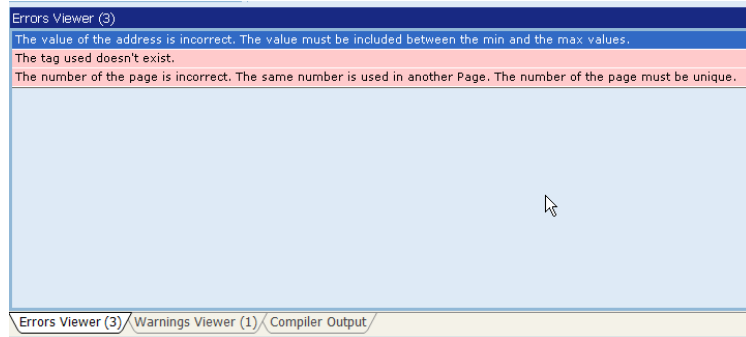 Errors Viewer (3)
The value of the address is incorrect. The value must be included between the min and the max values.
The tag used doesn't exist.
The number of the page is incorrect. The same number is used in another Page. The number of the page must be unique.
Errors Viewer (3) Warnings Viewer (1) Compiler Output